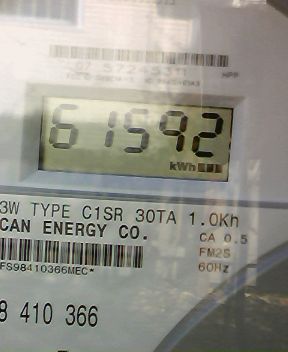 61592
kWh
3W TYPE C1SR 30TA 1.0Kh
CAN ENERGY CO.
CA 0.5
FM2S
60Hz
FS98410366MEC*
8 410 366